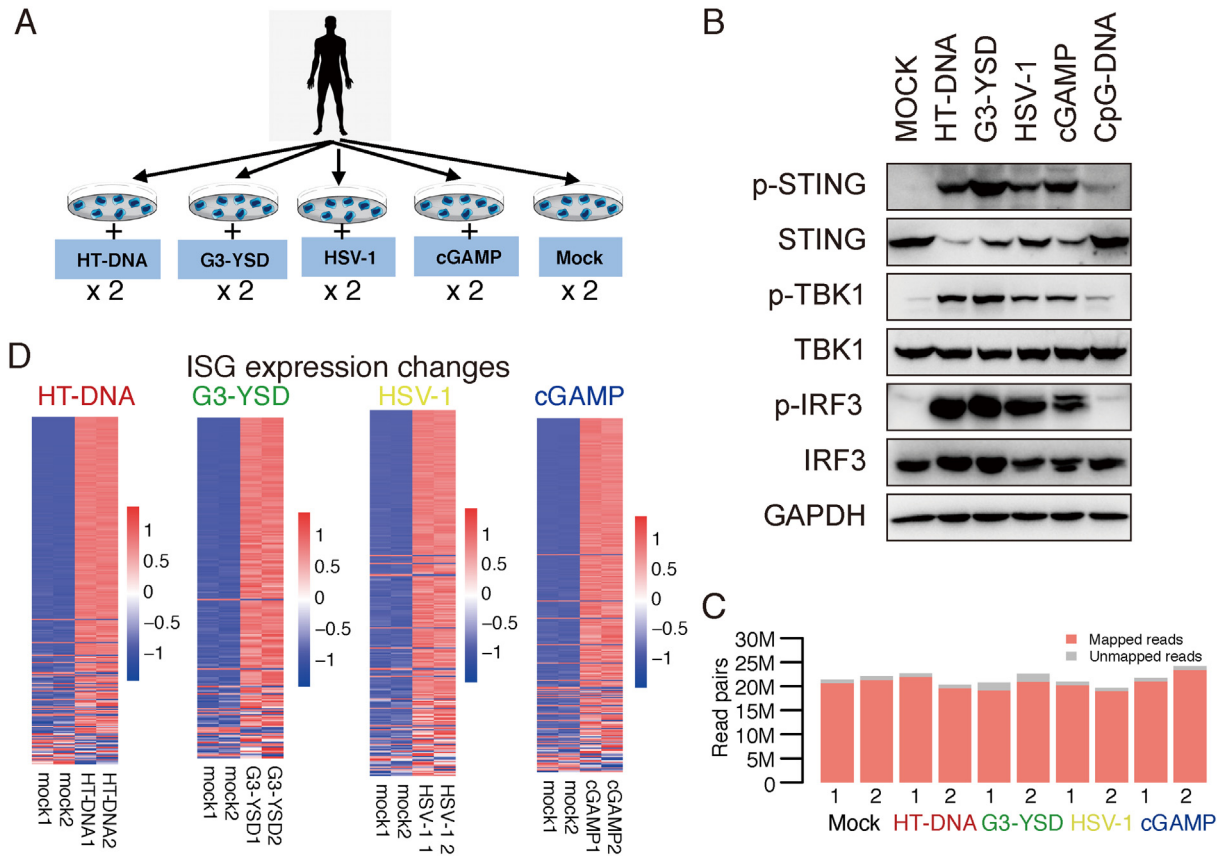 A
+
+
+
+
+
HT-DNA
G3-YSD
HSV-1
cGAMP
Mock
x 2
x 2
x 2
x 2
x 2
B
MOCK
HT-DNA
G3-YSD
HSV-1
cGAMP
CpG-DNA
p-STING
STING
p-TBK1
TBK1
p-IRF3
IRF3
GAPDH
D
ISG expression changes
HT-DNA
G3-YSD
HSV-1
cGAMP
1
0.5
0
−0.5
−1
1
0.5
0
−0.5
−1
1
0.5
0
−0.5
−1
1
0.5
0
−0.5
−1
mock1
mock2
HT-DNA1
HT-DNA2
mock1
mock2
G3-YSD1
G3-YSD2
mock1
mock2
HSV-1 1
HSV-1 2
mock1
mock2
cGAMP1
cGAMP2
C
Read pairs
30M
25M
20M
15M
10M
5M
0
Mapped reads
Unmapped reads
1 2 1 2 1 2 1 2 1 2
Mock HT-DNA G3-YSD HSV-1 cGAMP